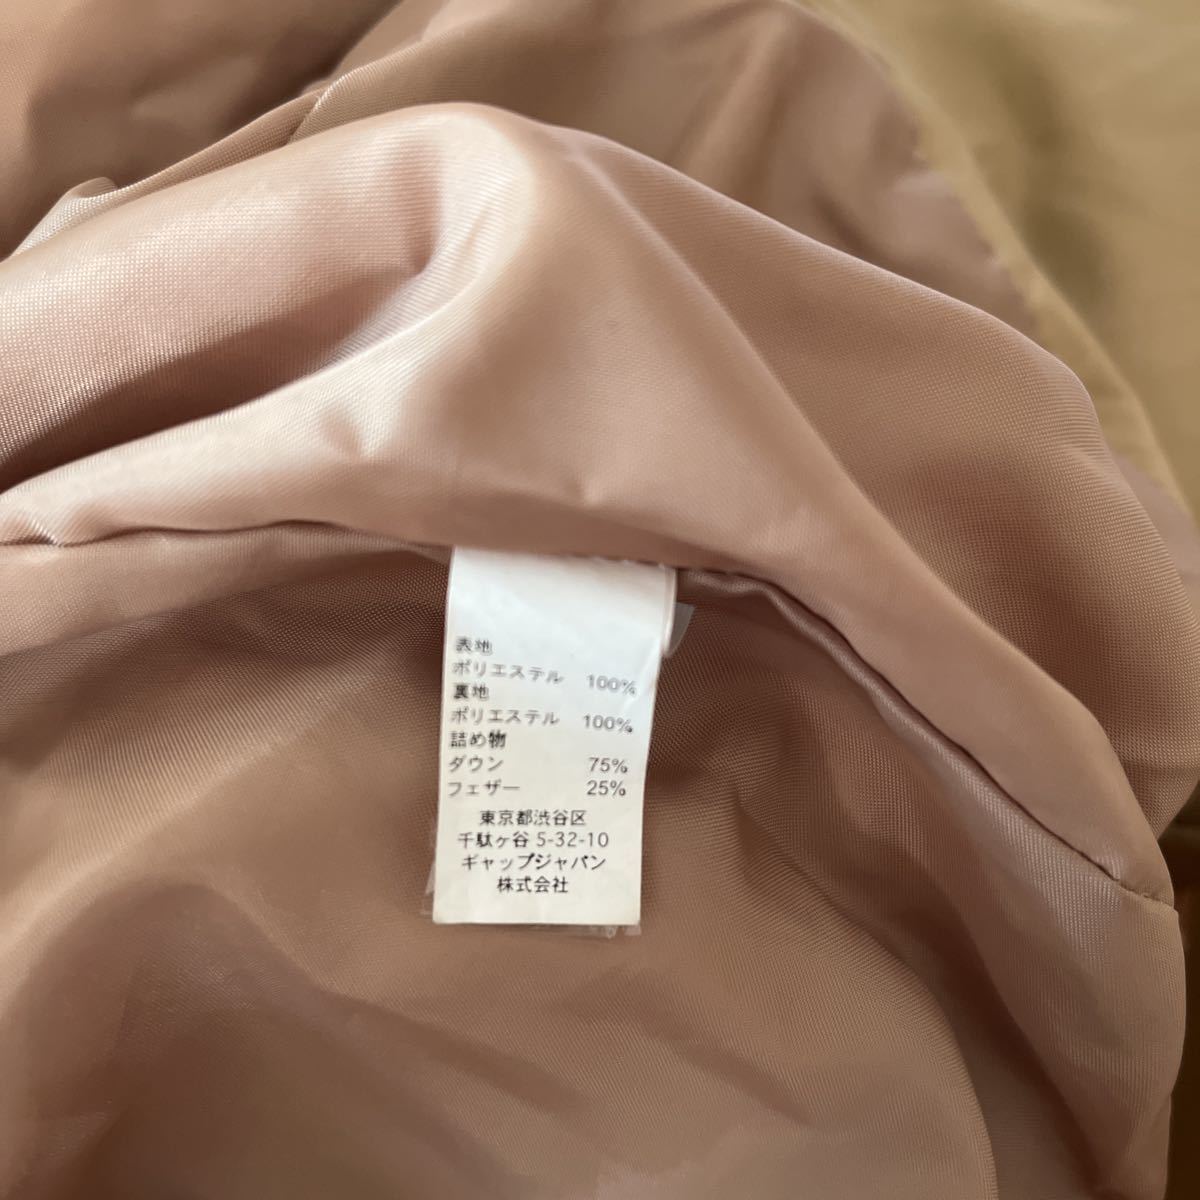 表地
ポリエステル 100%
裏地
ポリエステル 100%
詰め物
ダウン 75%
フェザー 25%
東京都渋谷区
千駄ヶ谷 5-32-10
ギャップジャパン
株式会社